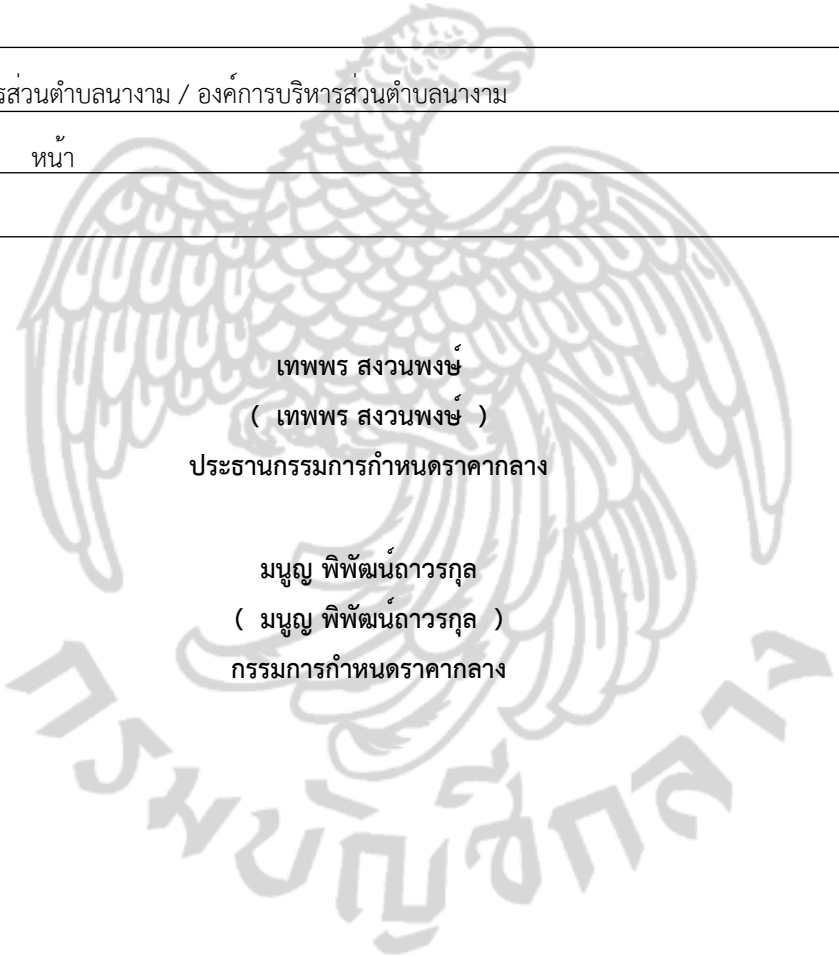 รส่วนตำบลนางาม / องค์การบริหารส่วนตำบลนางาม
หน้า
เทพพร สงวนพงษ์
( เทพพร สงวนพงษ์ )
ประธานกรรมการกำหนดราคากลาง
มนูญ พิพัฒน์ถาวรกุล
( มนูญ พิพัฒน์ถาวรกุล )
กรรมการกำหนดราคากลาง
กรมบัญชีกลาง